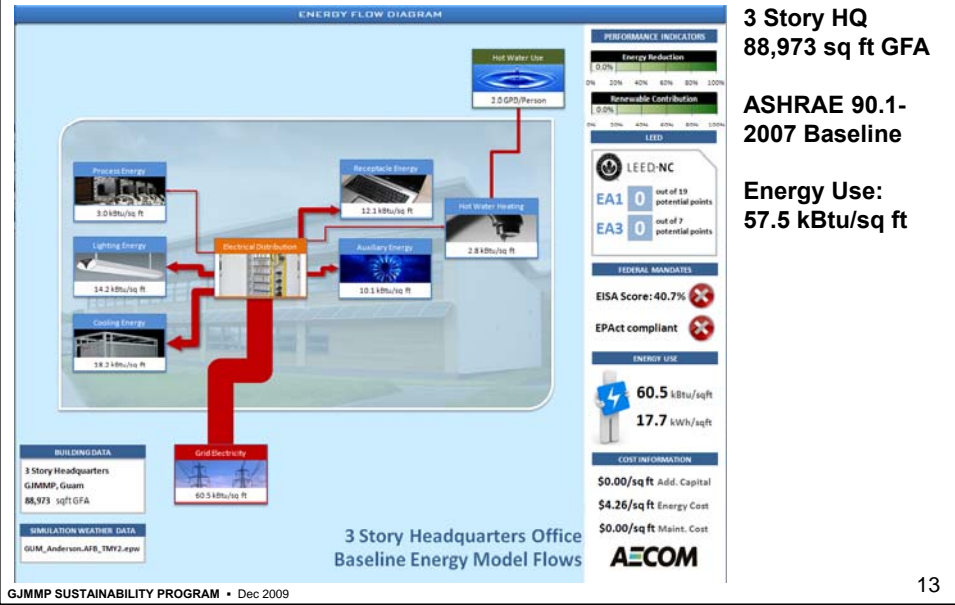 ENERGY FLOW DIAGRAM
Hot Water Use
2.0 GPD/Person
Process Energy
3.0 kBtu/sq ft
Receptacle Energy
12.1 kBtu/sq ft
Hot Water Heating
2.8 kBtu/sq ft
Lighting Energy
14.2 kBtu/sq ft
Electrical Distribution
Auxiliary Energy
10.1 kBtu/sq ft
Cooling Energy
18.2 kBtu/sq ft
Grid Electricity
60.5 kBtu/sq ft
BUILDING DATA
3 Story Headquarters
GJMMP, Guam
88,973 sqft GFA
SIMULATION WEATHER DATA
GUM_Anderson.AFB_TMY2.epw
3 Story Headquarters Office
Baseline Energy Model Flows
PERFORMANCE INDICATORS
Energy Reduction
0.0%
0% 20% 40% 60% 80% 100%
Renewable Contribution
0.0%
0% 20% 40% 60% 80% 100%
LEED
LEED-NC
EA1 0 out of 19
potential points
EA3 0 out of 7
potential points
FEDERAL MANDATES
EISA Score: 40.7%
EPAct compliant
ENERGY USE
60.5 kBtu/sqft
17.7 kWh/sqft
COST INFORMATION
$0.00/sq ft Add. Capital
$4.26/sq ft Energy Cost
$0.00/sq ft Maint. Cost
AECOM
3 Story HQ
88,973 sq ft GFA
ASHRAE 90.1-
2007 Baseline
Energy Use:
57.5 kBtu/sq ft
GJMMP SUSTAINABILITY PROGRAM • Dec 2009
13